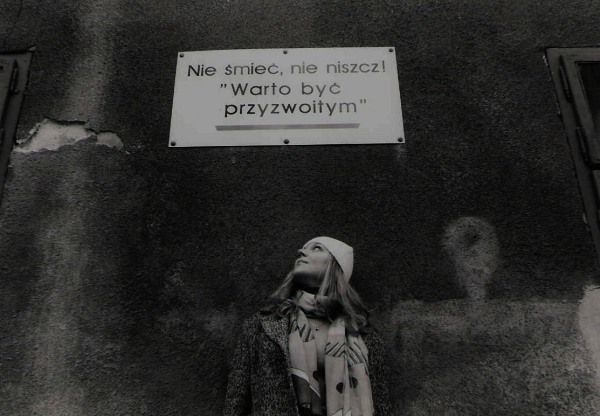 Nie śmieć, nie niszcz!
"Warto być
przyzwoitym"